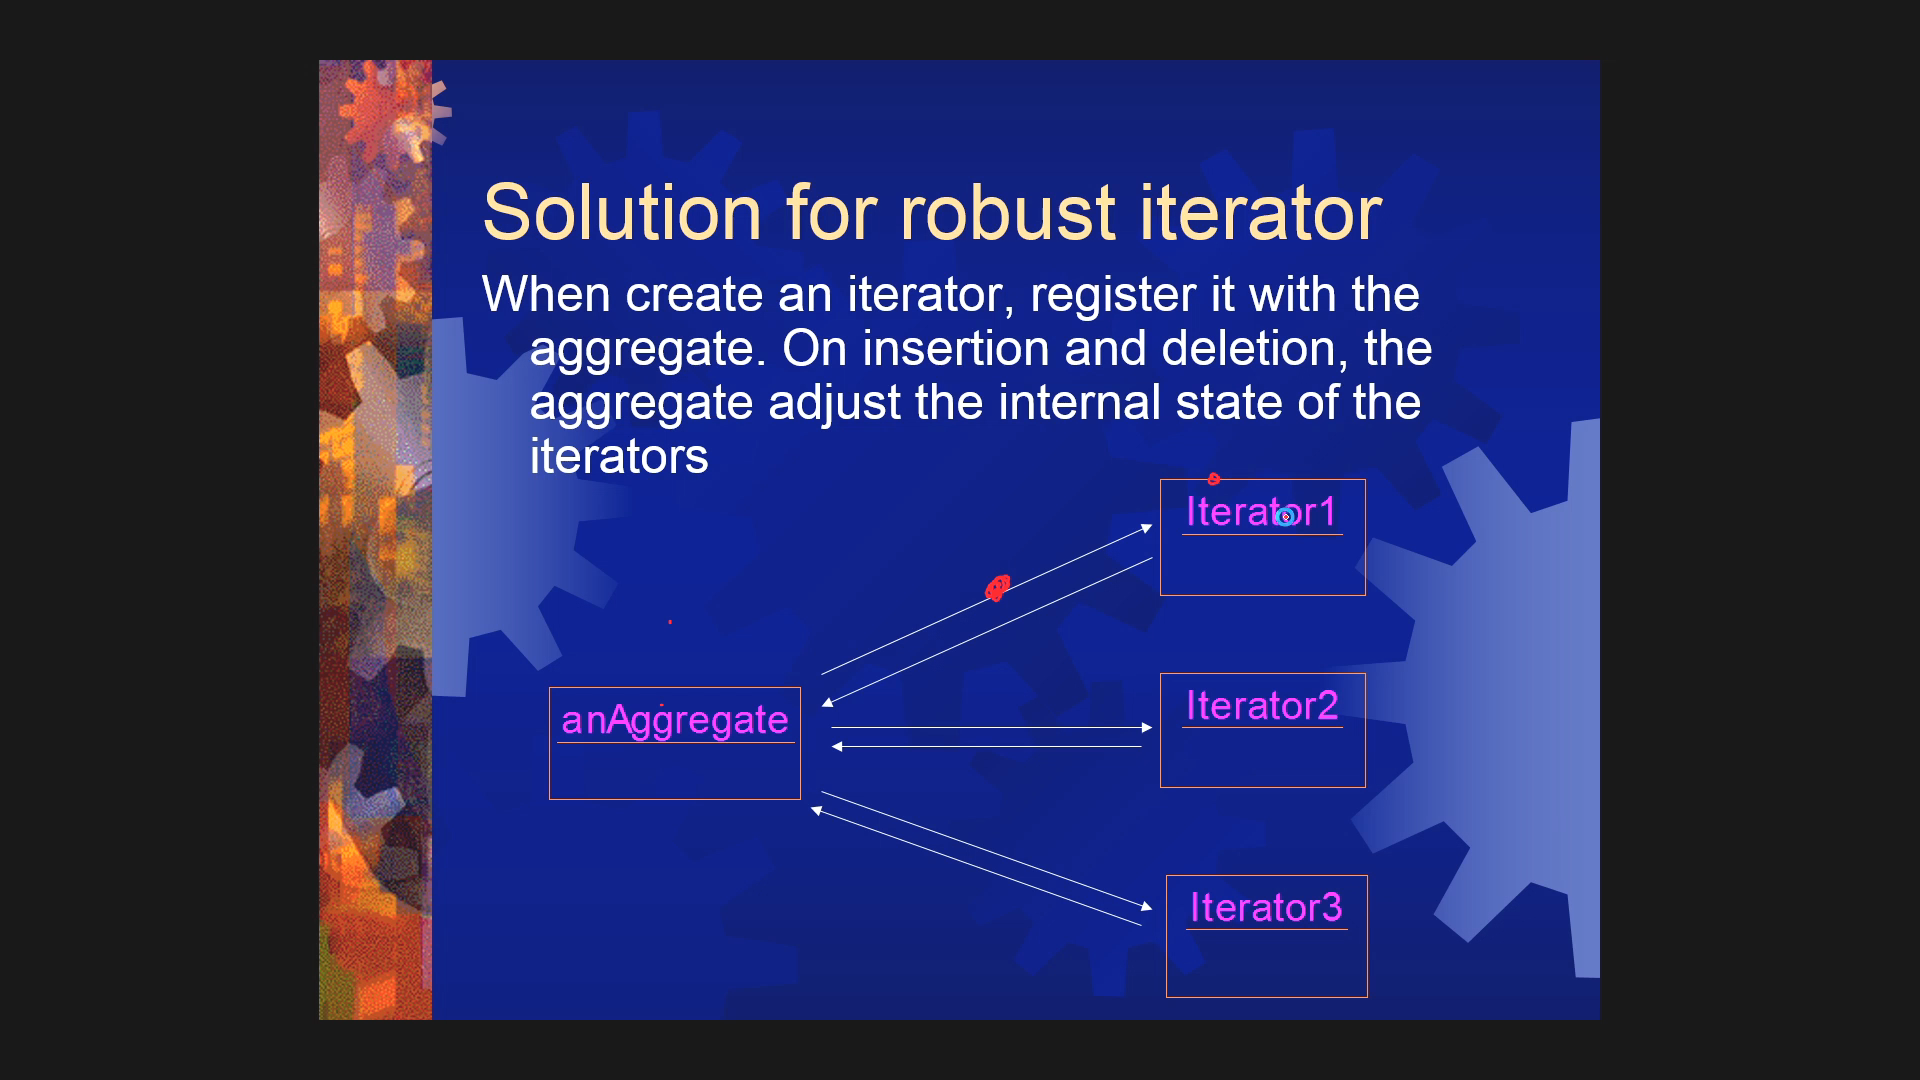 Solution for robust iterator
When create an iterator, register it with the
aggregate. On insertion and deletion, the
aggregate adjust the internal state of the
iterators
Iterator1
anAggregate
Iterator2
Iterator3